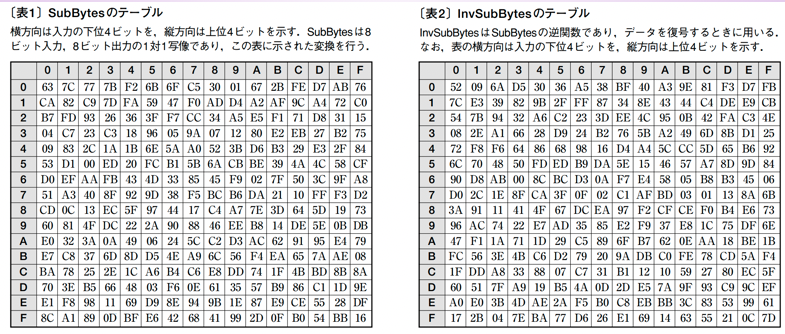 〔表1〕SubBytesのテーブル
横方向は入力の下位4ビットを，縦方向は上位4ビットを示す．SubBytesは8
ビット入力，8ビット出力の1対1写像であり，この表に示された変換を行う．
0 1 2 3 4 5 6 7 8 9 A B C D E F
0 63 7C 77 7B F2 6B 6F C5 30 01 67 2B FE D7 AB 76
1 CA 82 C9 7D FA 59 47 F0 AD D4 A2 AF 9C A4 72 C0
2 B7 FD 93 26 36 3F F7 CC 34 A5 E5 F1 71 D8 31 15
3 04 C7 23 C3 18 96 05 9A 07 12 80 E2 EB 27 B2 75
4 09 83 2C 1A 1B 6E 5A A0 52 3B D6 B3 29 E3 2F 84
5 53 D1 00 ED 20 FC B1 5B 6A CB BE 39 4A 4C 58 CF
6 D0 EF AA FB 43 4D 33 85 45 F9 02 7F 50 3C 9F A8
7 51 A3 40 8F 92 9D 38 F5 BC B6 DA 21 10 FF F3 D2
8 CD 0C 13 EC 5F 97 44 17 C4 A7 7E 3D 64 5D 19 73
9 60 81 4F DC 22 2A 90 88 46 EE B8 14 DE 5E 0B DB
A E0 32 3A 0A 49 06 24 5C C2 D3 AC 62 91 95 E4 79
B E7 C8 37 6D 8D D5 4E A9 6C 56 F4 EA 65 7A AE 08
C BA 78 25 2E 1C A6 B4 C6 E8 DD 74 1F 4B BD 8B 8A
D 70 3E B5 66 48 03 F6 0E 61 35 57 B9 86 C1 1D 9E
E E1 F8 98 11 69 D9 8E 94 9B 1E 87 E9 CE 55 28 DF
F 8C A1 89 0D BF E6 42 68 41 99 2D 0F B0 54 BB 16
〔表2〕InvSubBytesのテーブル
InvSubBytesはSubBytesの逆関数であり，データを復号するときに用いる．
なお，表の横方向は入力の下位4ビットを，縦方向は上位4ビットを示す．
0 1 2 3 4 5 6 7 8 9 A B C D E F
0 52 09 6A D5 30 36 A5 38 BF 40 A3 9E 81 F3 D7 FB
1 7C E3 39 82 9B 2F FF 87 34 8E 43 44 C4 DE E9 CB
2 54 7B 94 32 A6 C2 23 3D EE 4C 95 0B 42 FA C3 4E
3 08 2E A1 66 28 D9 24 B2 76 5B A2 49 6D 8B D1 25
4 72 F8 F6 64 86 68 98 16 D4 A4 5C CC 5D 65 B6 92
5 6C 70 48 50 FD ED B9 DA 5E 15 46 57 A7 8D 9D 84
6 90 D8 AB 00 8C BC D3 0A F7 E4 58 05 B8 B3 45 06
7 D0 2C 1E 8F CA 3F 0F 02 C1 AF BD 03 01 13 8A 6B
8 3A 91 11 41 4F 67 DC EA 97 F2 CF CE F0 B4 E6 73
9 96 AC 74 22 E7 AD 35 85 E2 F9 37 E8 1C 75 DF 6E
A 47 F1 1A 71 1D 29 C5 89 6F B7 62 0E AA 18 BE 1B
B FC 56 3E 4B C6 D2 79 20 9A DB C0 FE 78 CD 5A F4
C 1F DD A8 33 88 07 C7 31 B1 12 10 59 27 80 EC 5F
D 60 51 7F A9 19 B5 4A 0D 2D E5 7A 9F 93 C9 9C EF
E A0 E0 3B 4D AE 2A F5 B0 C8 EB BB 3C 83 53 99 61
F 17 2B 04 7E BA 77 D6 26 E1 69 14 63 55 21 0C 7D